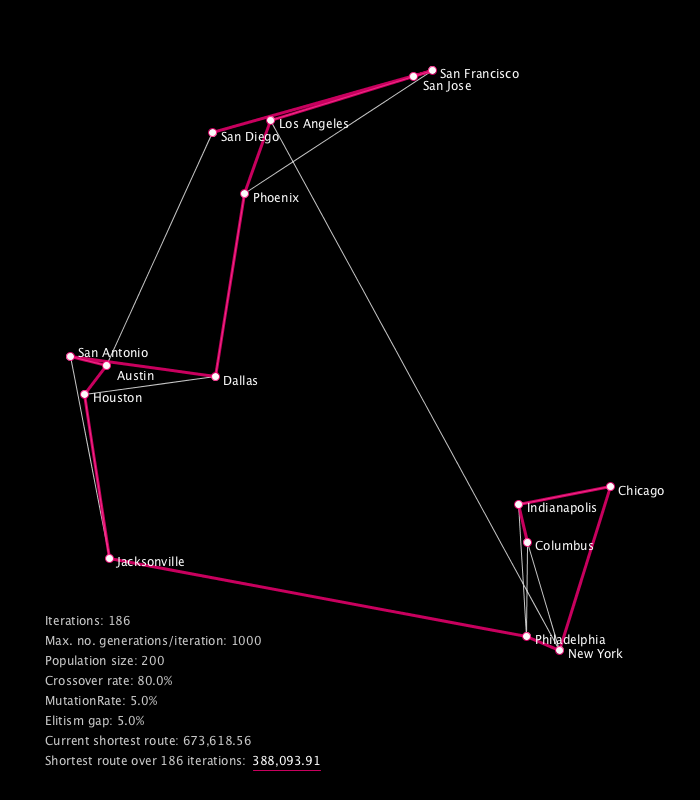 San Francisco
San Jose
Los Angeles
San Diego
Phoenix
San Antonio
Austin
Dallas
Houston
Chicago
Indianapolis
Columbus
Jacksonville
Philadelphia
New York
Iterations: 186
Max. no. generations/iteration: 1000
Population size: 200
Crossover rate: 80.0%
MutationRate: 5.0%
Elitism gap: 5.0%
Current shortest route: 673,618.56
Shortest route over 186 iterations: 388,093.91